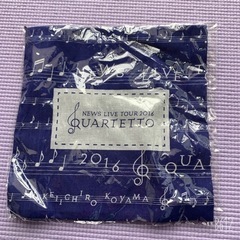 NEWS LIVE TOUR 2016
QUARTETTO
2016 QUA
KEIICHIRO KOYAMA